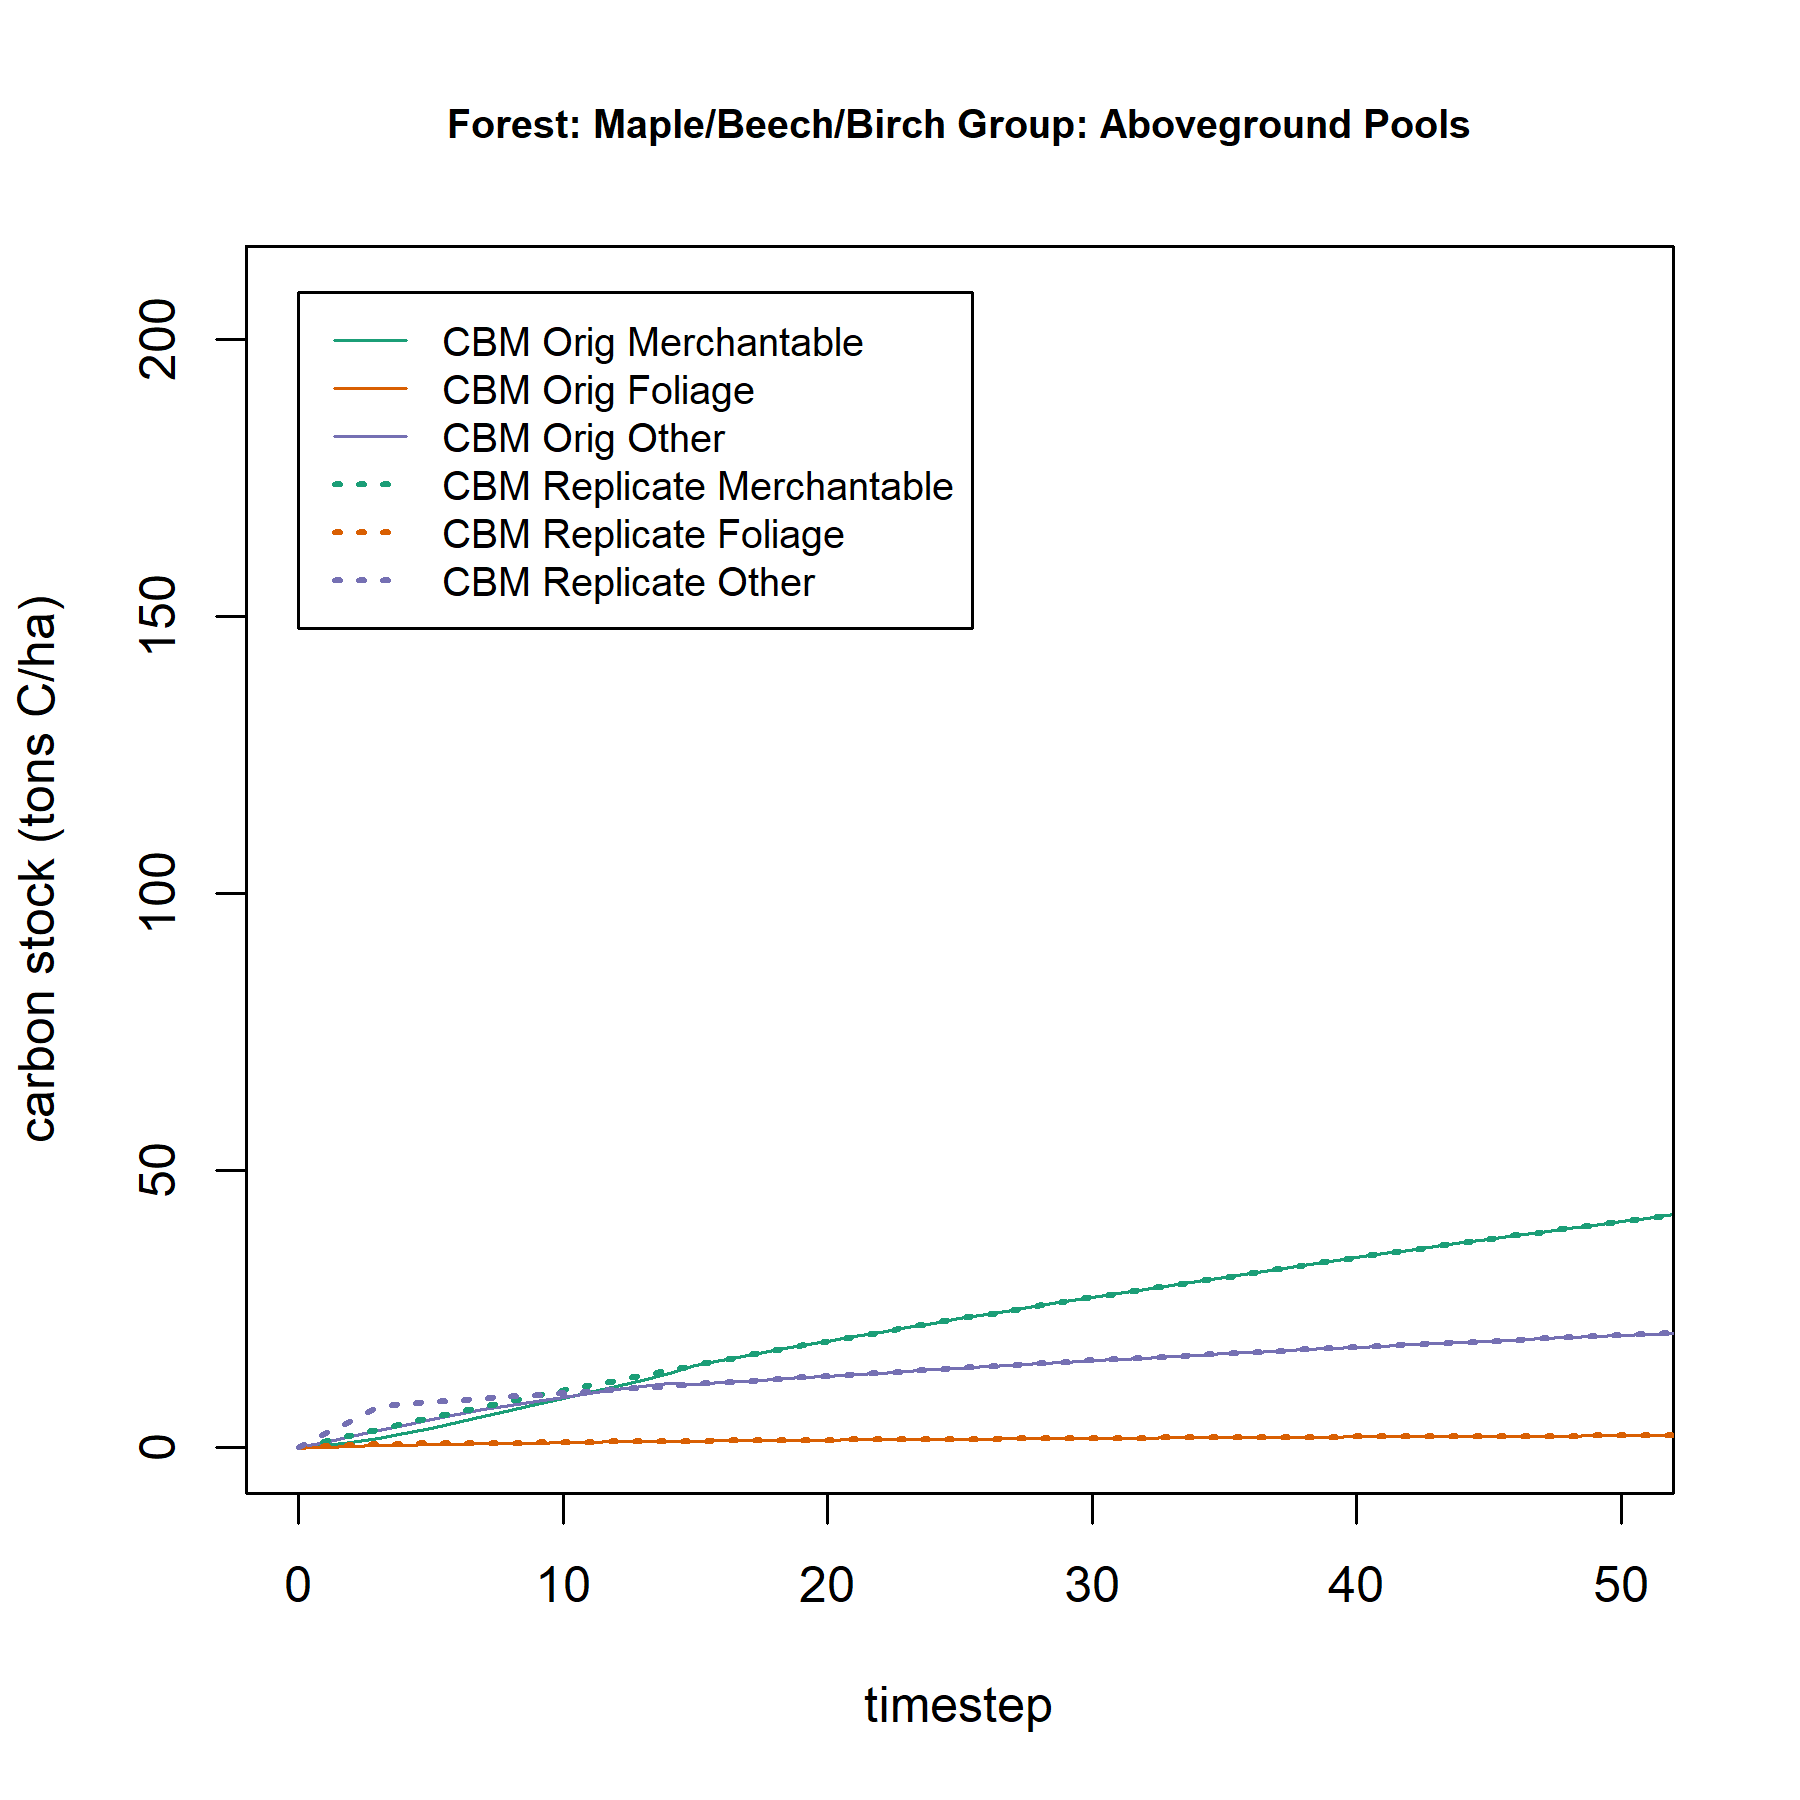 Forest: Maple/Beech/Birch Group: Aboveground Pools
CBM Orig Merchantable
CBM Orig Foliage
CBM Orig Other
CBM Replicate Merchantable
CBM Replicate Foliage
CBM Replicate Other
carbon stock (tons C/ha)
200
150
100
50
0
0 10 20 30 40 50
timestep